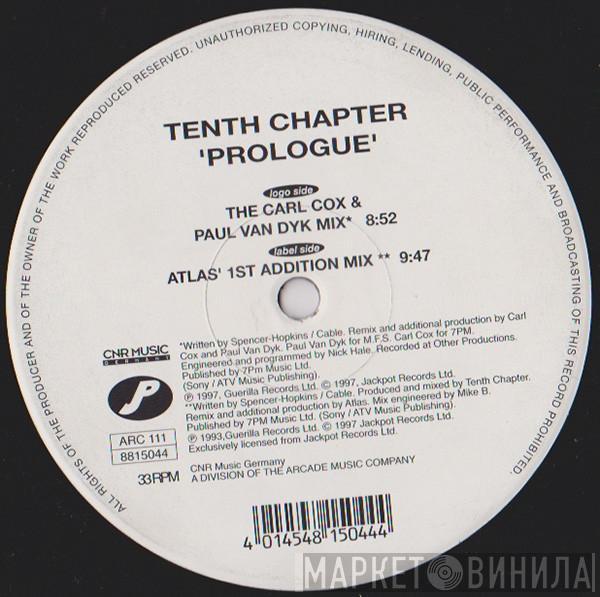 ALL RIGHTS OF THE PRODUCER AND OF THE OWNER OF THE WORK REPRODUCED RESERVED. UNAUTHORIZED COPYING, HIRING, LENDING, PUBLIC PERFORMANCE AND BROADCASTING OF THIS RECORD PROHIBITED.
TENTH CHAPTER
'PROLOGUE'
logo side
THE CARL COX &
PAUL VAN DYK MIX* 8:52
label side
ATLAS' 1ST ADDITION MIX ** 9:47
CNR MUSIC
GERMANY
*Written by Spencer-Hopkins / Cable. Remix and additional production by Carl
Cox and Paul Van Dyk. Paul Van Dyk for M.F.S. Carl Cox for 7PM.
Engineered and programmed by Nick Hale. Recorded at Other Productions.
Published by 7Pm Music Ltd.
(Sony / ATV Music Publishing).
℗ 1997, Guerilla Records Ltd. © 1997, Jackpot Records Ltd.
**Written by Spencer-Hopkins / Cable. Produced and mixed by Tenth Chapter.
Remix and additional production by Atlas. Mix engineered by Mike B.
Published by 7PM Music Ltd. (Sony / ATV Music Publishing).
℗ 1993,Guerilla Records Ltd. © 1997 Jackpot Records Ltd.
Exclusively licensed from Jackpot Records Ltd.
ARC 111
8815044
33RPM
CNR Music Germany
A DIVISION OF THE ARCADE MUSIC COMPANY
4 014548 150444
МАРКЕТ ВИНИЛА